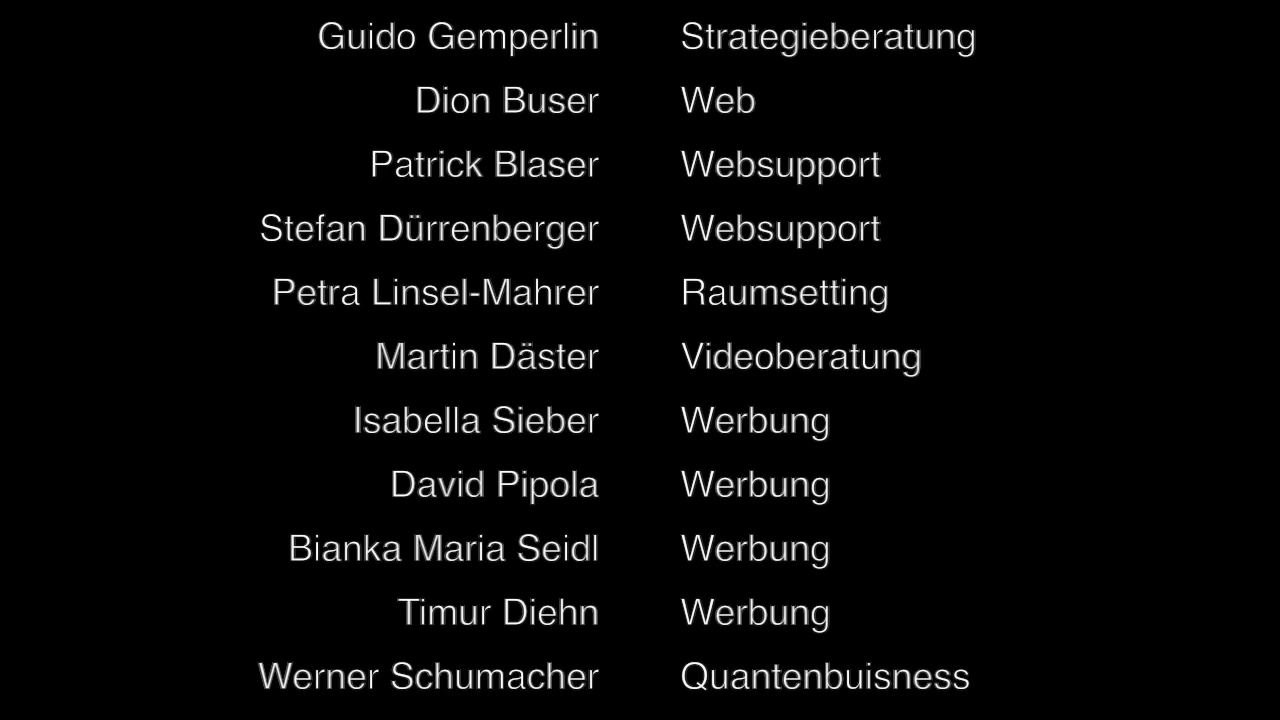 Guido Gemperlin Strategieberatung
Dion Buser Web
Patrick Blaser Websupport
Stefan Dürrenberger Websupport
Petra Linsel-Mahrer Raumsetting
Martin Däster Videoberatung
Isabella Sieber Werbung
David Pipola Werbung
Bianka Maria Seidl Werbung
Timur Diehn Werbung
Werner Schumacher Quantenbuisness